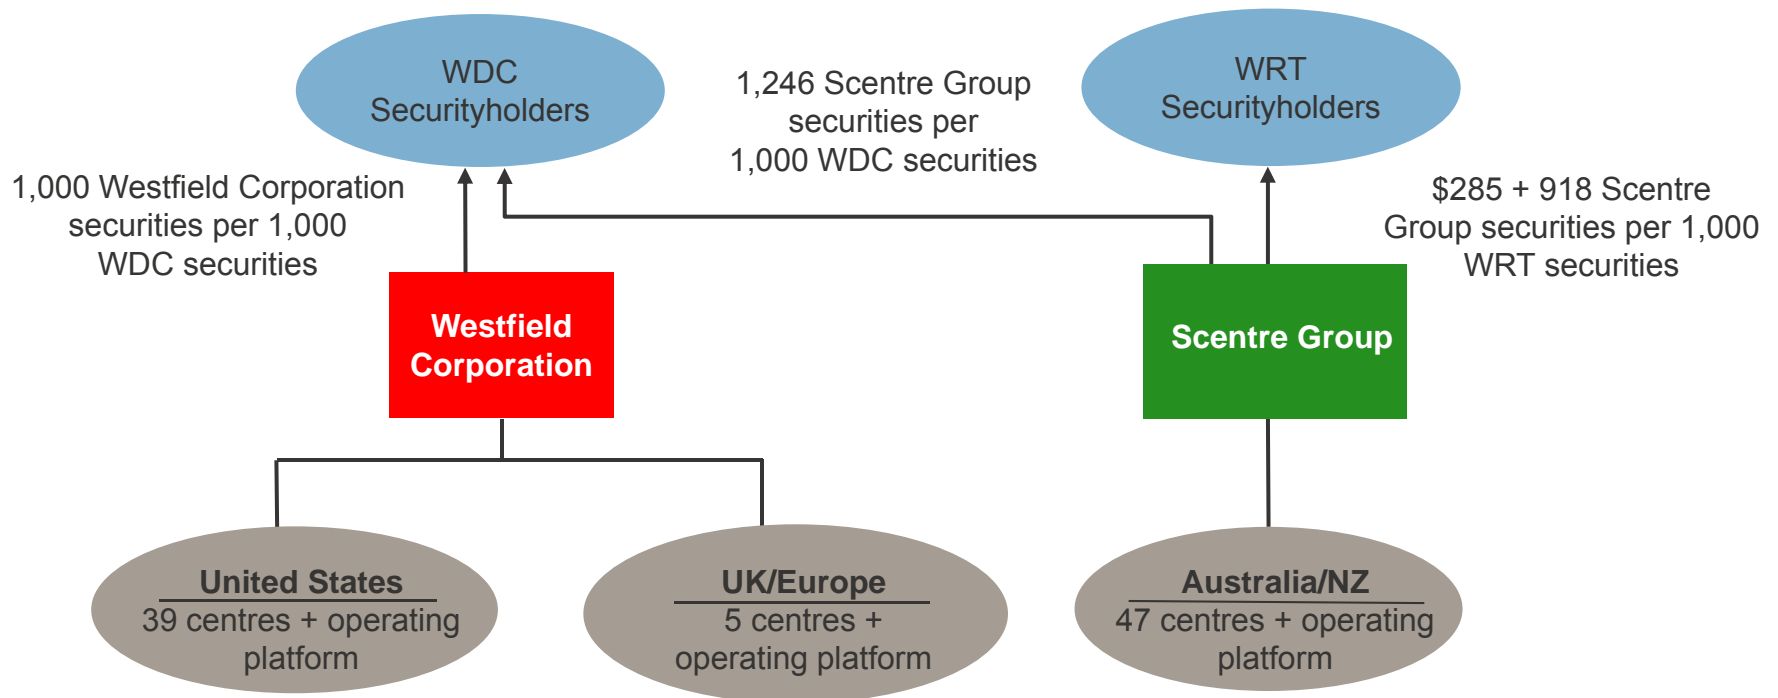 WDC
Securityholders
1,246 Scentre Group
securities per
1,000 WDC securities
WRT
Securityholders
1,000 Westfield Corporation
securities per 1,000
WDC securities
$285 + 918 Scentre
Group securities per 1,000
WRT securities
Westfield
Corporation
Scentre Group
United States
39 centres + operating
platform
UK/Europe
5 centres +
operating platform
Australia/NZ
47 centres + operating
platform